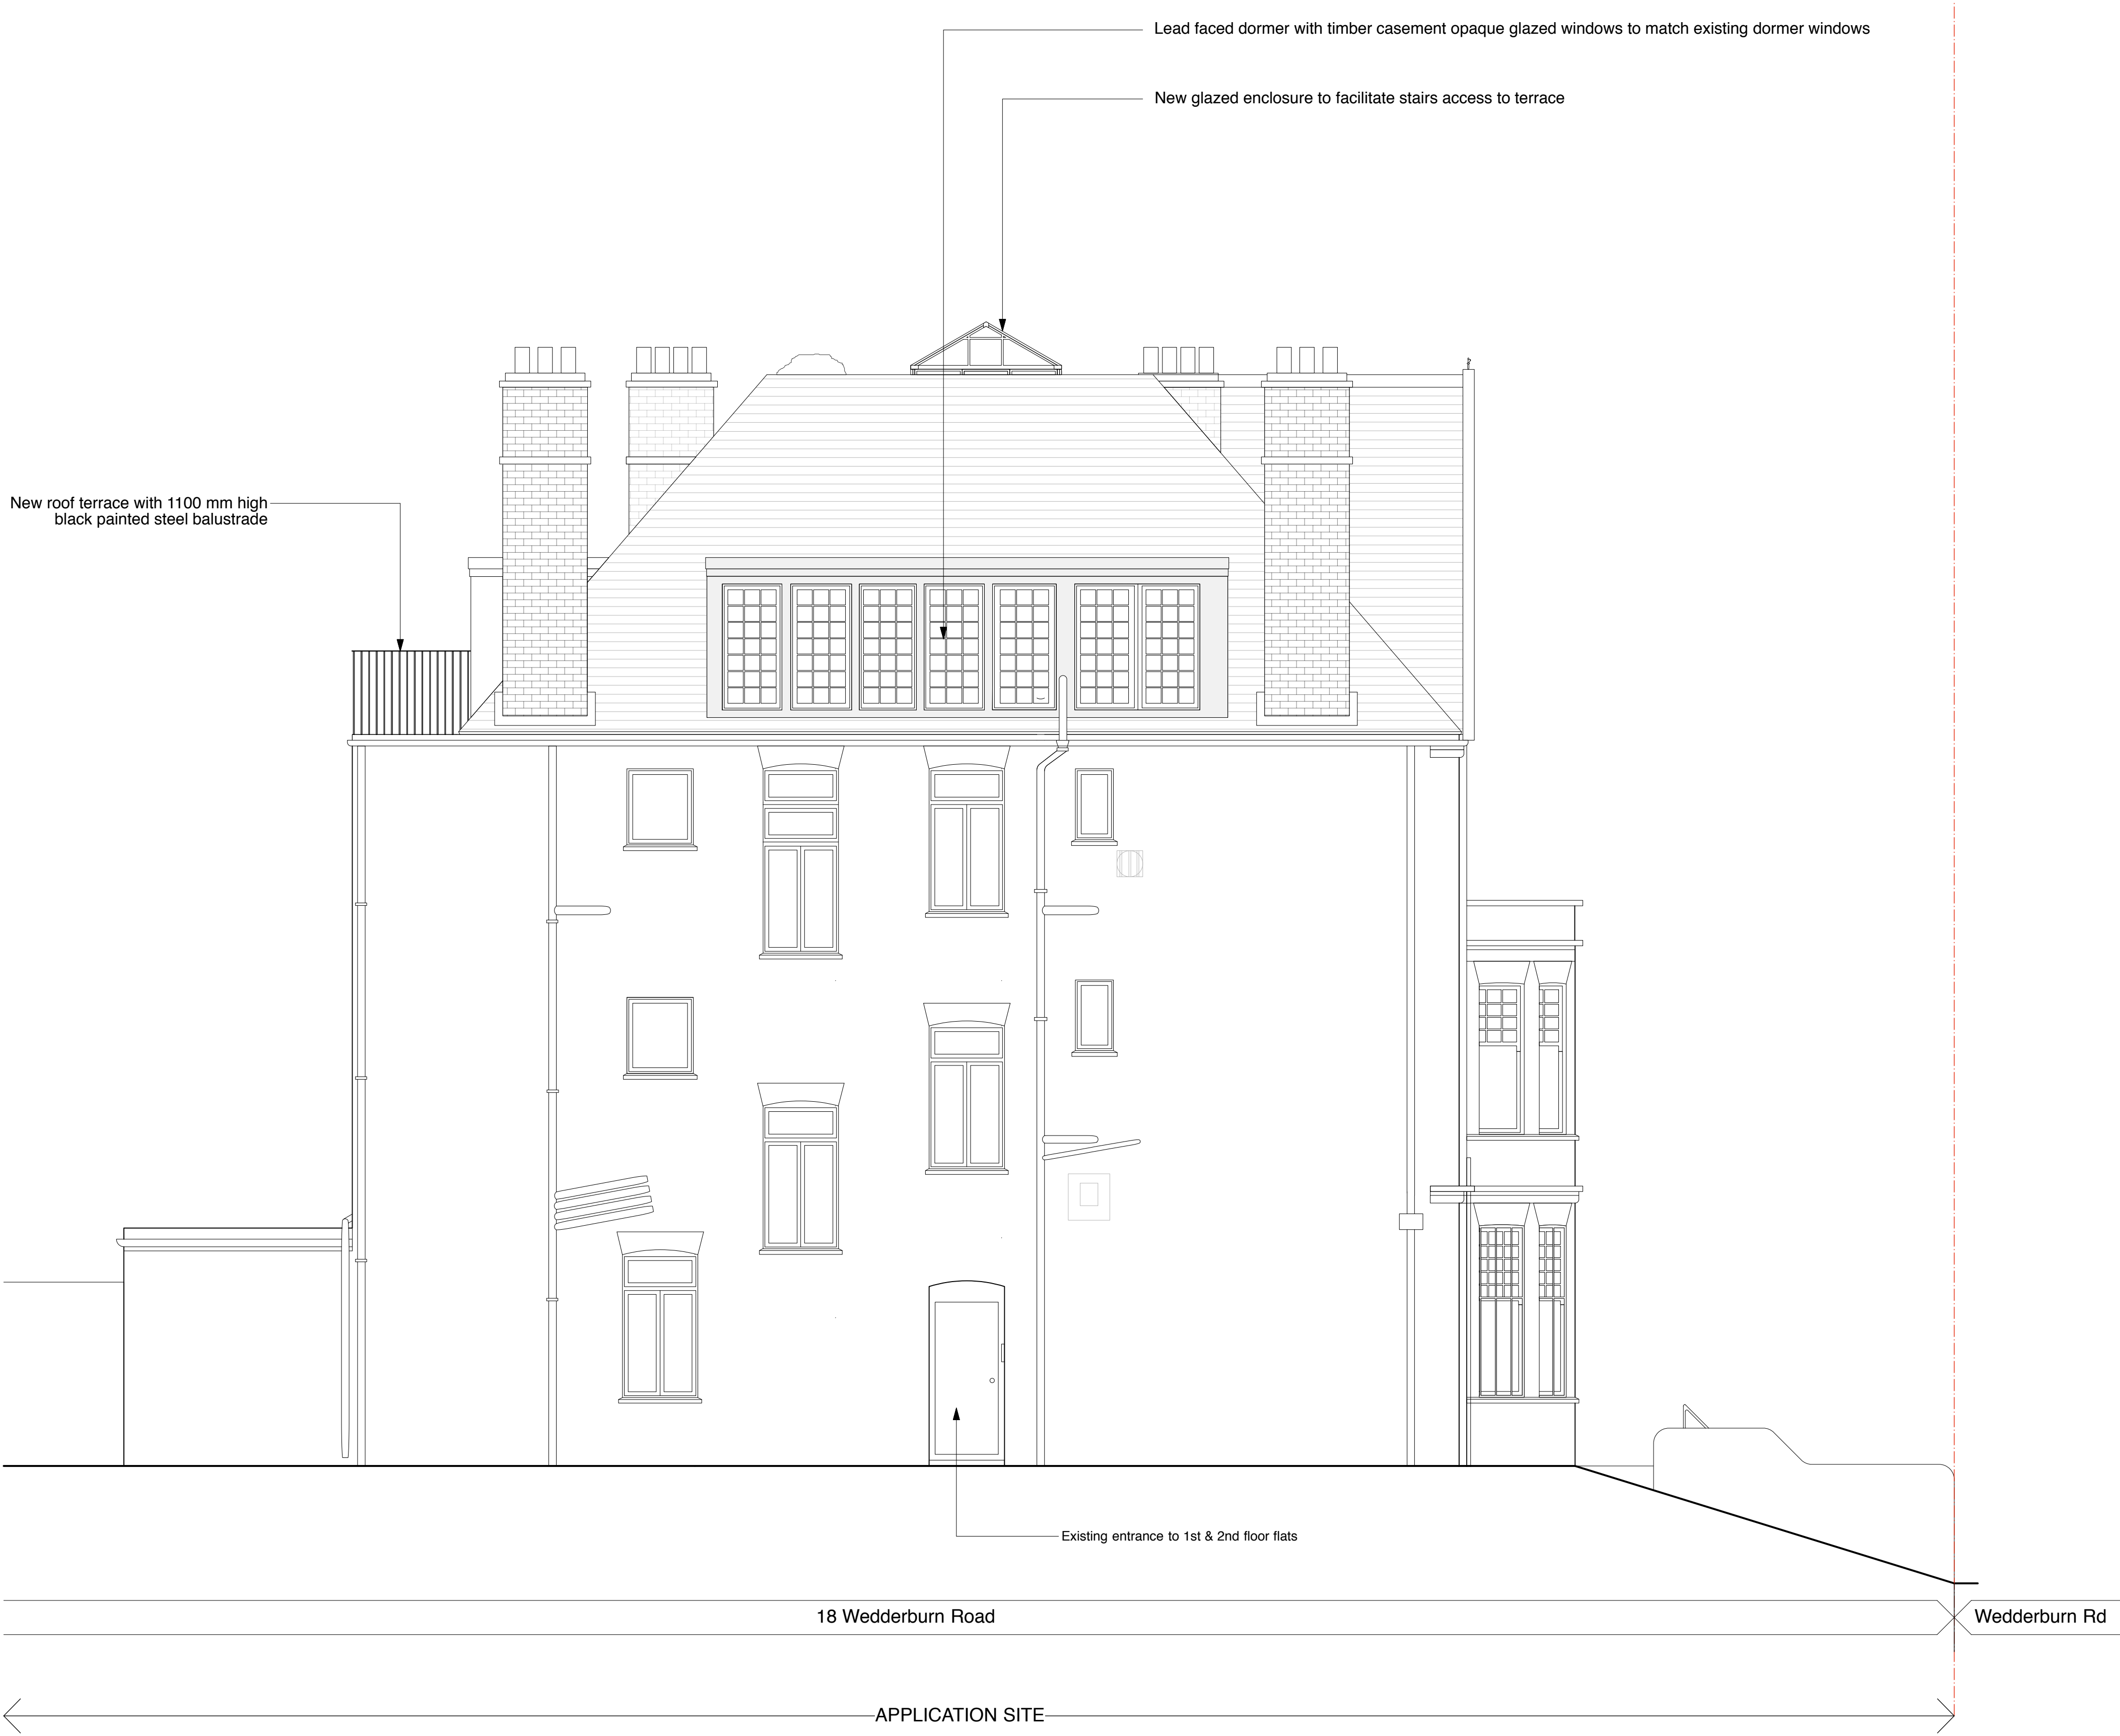 Lead faced dormer with timber casement opaque glazed windows to match existing dormer windows
New glazed enclosure to facilitate stairs access to terrace
New roof terrace with 1100 mm high
black painted steel balustrade
Existing entrance to 1st & 2nd floor flats
18 Wedderburn Road
Wedderburn Rd
APPLICATION SITE